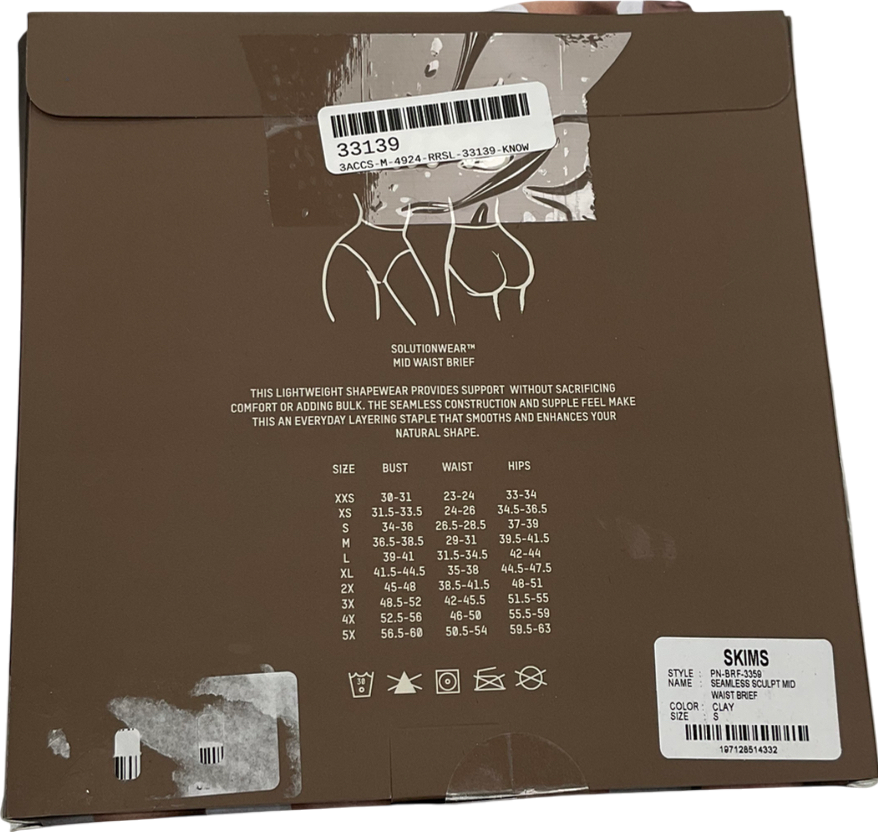 33139
3ACCS-M-4924-RRSL-33139-KNOW
SOLUTIONWEAR™
MID WAIST BRIEF
THIS LIGHTWEIGHT SHAPEWEAR PROVIDES SUPPORT WITHOUT SACRIFICING
COMFORT OR ADDING BULK. THE SEAMLESS CONSTRUCTION AND SUPPLE FEEL MAKE
THIS AN EVERYDAY LAYERING STAPLE THAT SMOOTHS AND ENHANCES YOUR
NATURAL SHAPE.
SIZE BUST WAIST HIPS
XXS 30-31 23-24 33-34
XS 31.5-33.5 24-26 34.5-36.5
S 34-36 26.5-28.5 37-39
M 36.5-38.5 29-31 39.5-41.5
L 39-41 31.5-34.5 42-44
XL 41.5-44.5 35-38 44.5-47.5
2X 45-48 38.5-41.5 48-51
3X 48.5-52 42-45.5 51.5-55
4X 52.5-56 46-50 55.5-59
5X 56.5-60 50.5-54 59.5-63
30
SKIMS
STYLE : PN-BRF-3359
NAME : SEAMLESS SCULPT MID
WAIST BRIEF
COLOR : CLAY
SIZE : S
197128514332